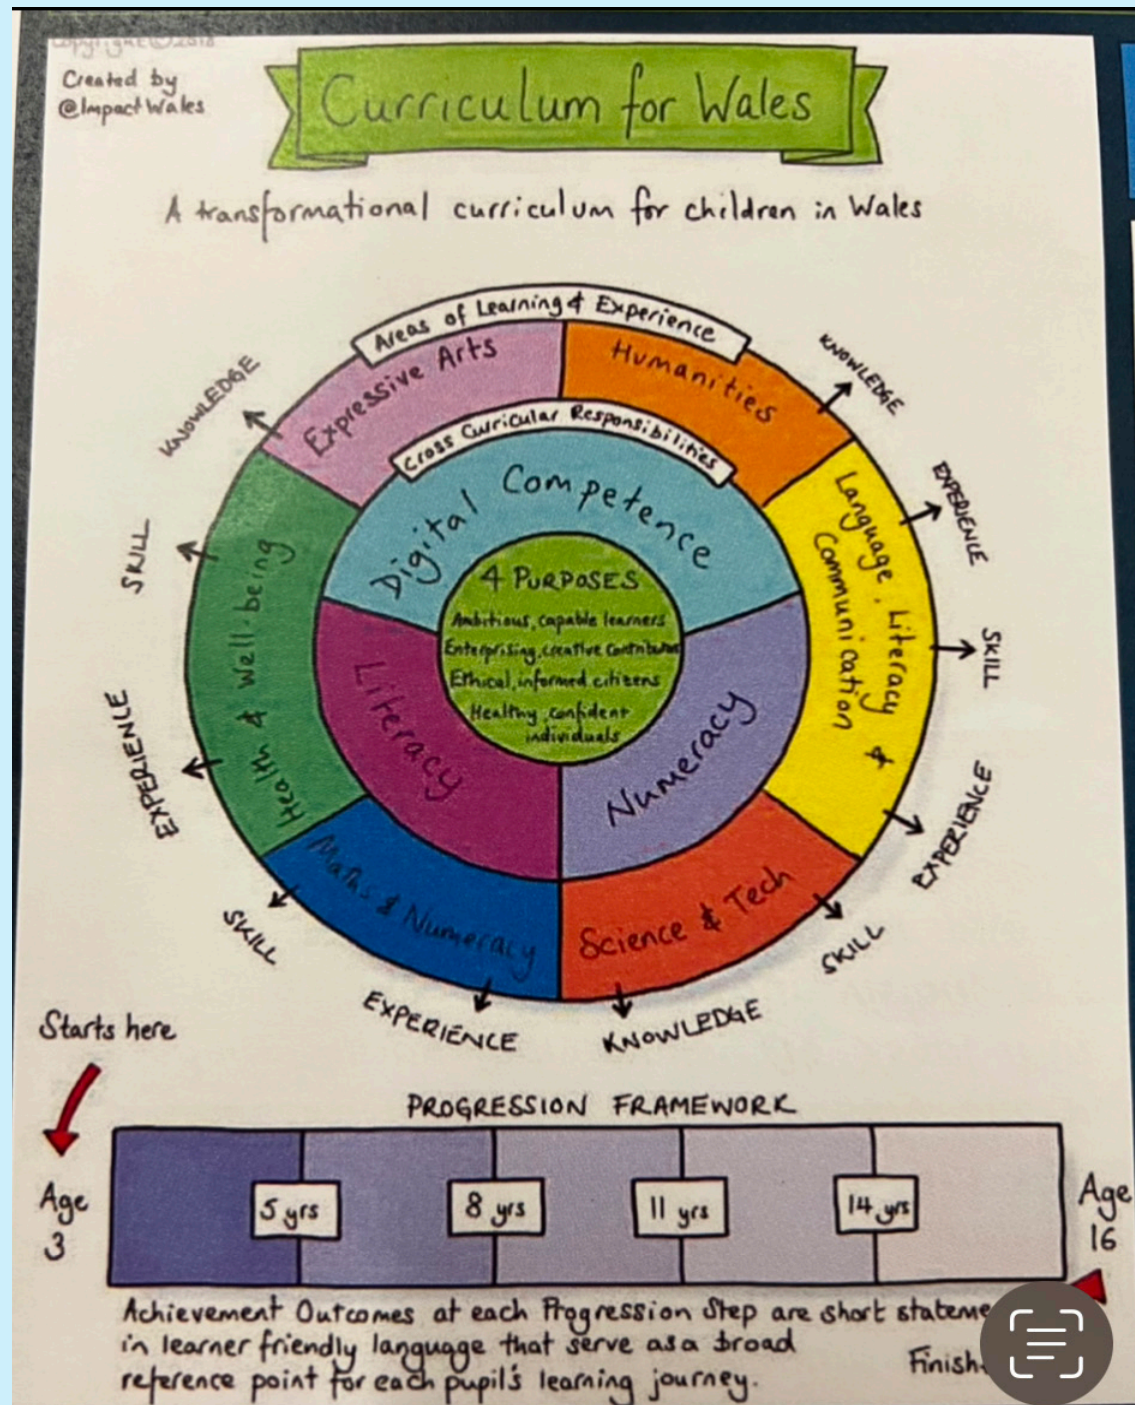 Copyright © 2018
Created by
@ImpactWales
Curriculum for Wales
A transformational curriculum for children in Wales
Areas of Learning & Experience
Expressive Arts
Humanities
Cross Curricular Responsibilities
Digital Competence
KNOWLEDGE
KNOWLEDGE
SKILL
EXPERIENCE
Health & Well-being
Language, Literacy &
Communication
4 PURPOSES
Ambitious, capable learners
Enterprising, creative
Ethical, informed citizens
Healthy, confident
individuals
Literacy
Numeracy
SKILL
EXPERIENCE
EXPERIENCE
Maths & Numeracy
Science & Tech
SKILL
SKILL
EXPERIENCE
KNOWLEDGE
Starts here
PROGRESSION FRAMEWORK
Age
3
5 yrs
8 yrs
11 yrs
14 yrs
Age
16
Achievement Outcomes at each Progression Step are short
in learner friendly language that serve as a broad
reference point for each pupil's learning journey.
Finish